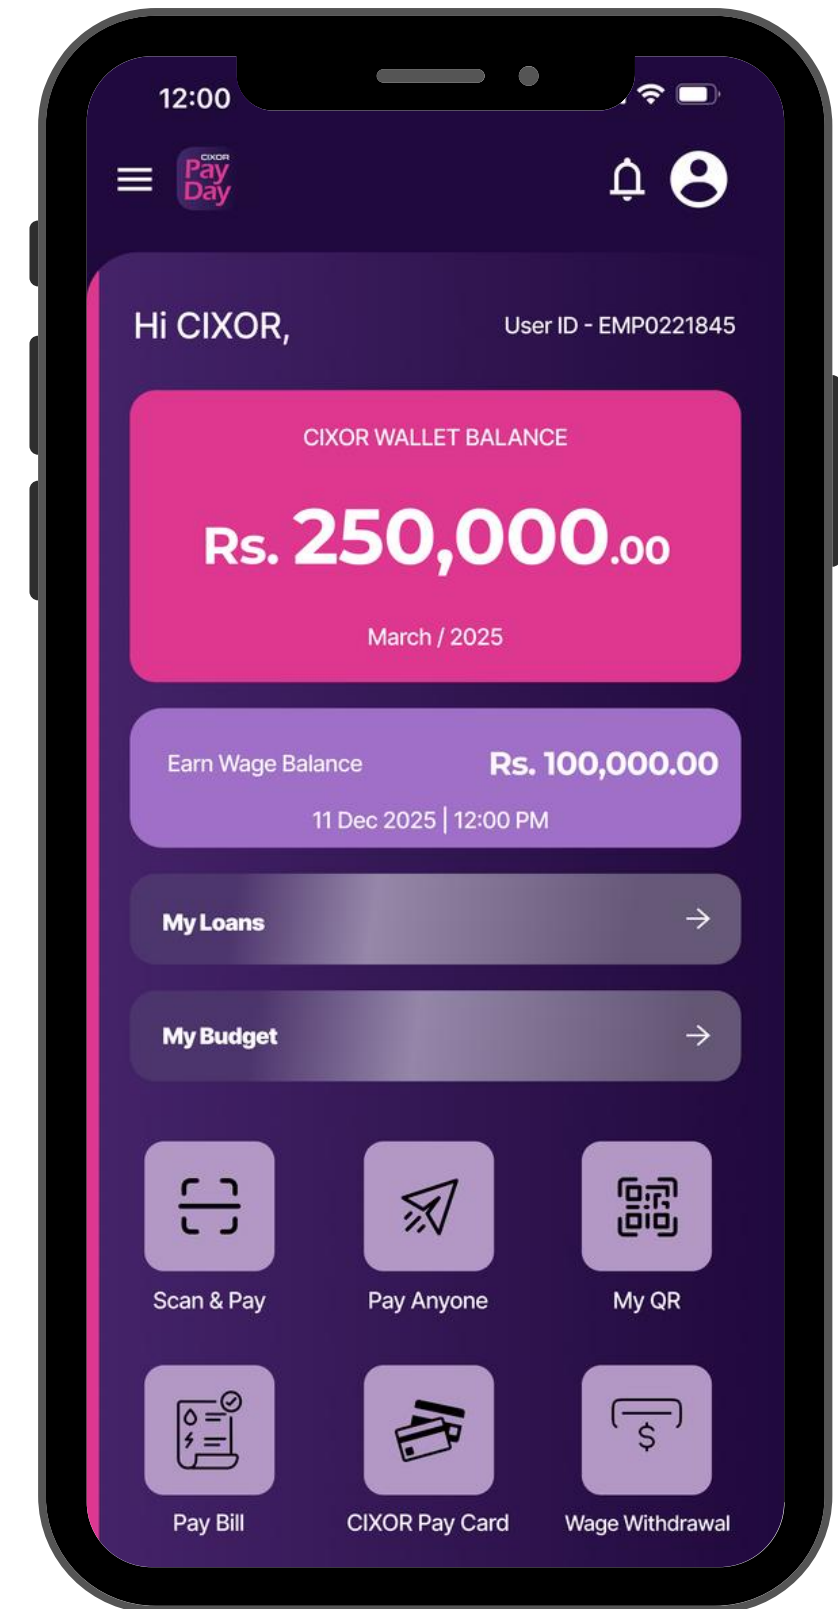 12:00
CIXOR
Pay
Day
Hi CIXOR,
User ID - EMP0221845
CIXOR WALLET BALANCE
Rs. 250,000.00
March / 2025
Earn Wage Balance
Rs. 100,000.00
11 Dec 2025 | 12:00 PM
My Loans
My Budget
Scan & Pay
Pay Anyone
My QR
$
Pay Bill
CIXOR Pay Card
Wage Withdrawal